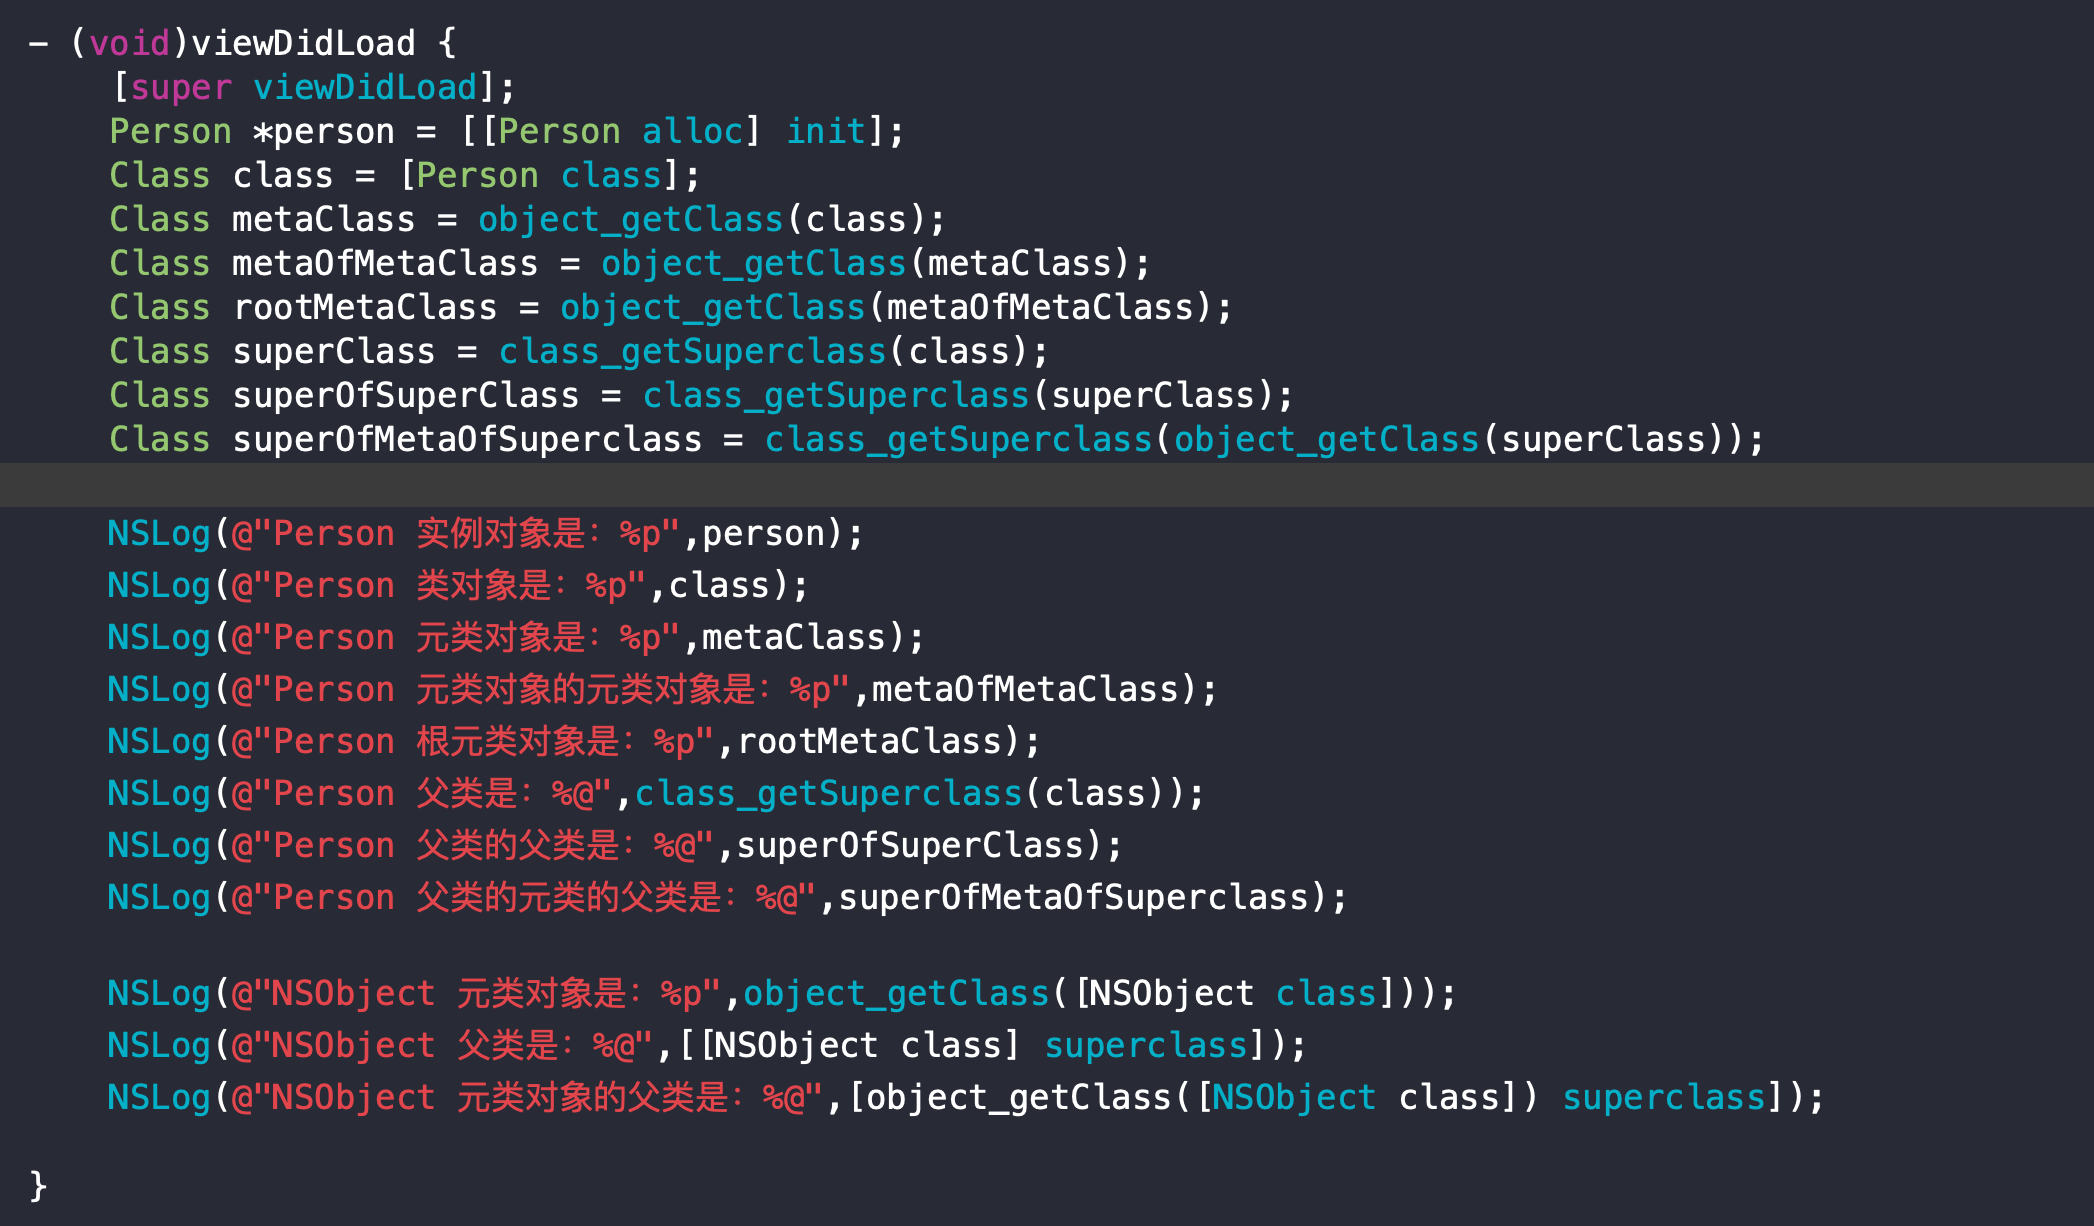 - (void)viewDidLoad {
    [super viewDidLoad];
    Person *person = [[Person alloc] init];
    Class class = [Person class];
    Class metaClass = object_getClass(class);
    Class metaOfMetaClass = object_getClass(metaClass);
    Class rootMetaClass = object_getClass(metaOfMetaClass);
    Class superClass = class_getSuperclass(class);
    Class superOfSuperClass = class_getSuperclass(superClass);
    Class superOfMetaOfSuperclass = class_getSuperclass(object_getClass(superClass));
    NSLog(@"Person 实例对象是：%p",person);
    NSLog(@"Person 类对象是：%p",class);
    NSLog(@"Person 元类对象是：%p",metaClass);
    NSLog(@"Person 元类对象的元类对象是：%p",metaOfMetaClass);
    NSLog(@"Person 根元类对象是：%p",rootMetaClass);
    NSLog(@"Person 父类是：%@",class_getSuperclass(class));
    NSLog(@"Person 父类的父类是：%@",superOfSuperClass);
    NSLog(@"Person 父类的元类的父类是：%@",superOfMetaOfSuperclass);
    NSLog(@"NSObject 元类对象是：%p",object_getClass([NSObject class]));
    NSLog(@"NSObject 父类是：%@",[[NSObject class] superclass]);
    NSLog(@"NSObject 元类对象的父类是：%@",[object_getClass([NSObject class]) superclass]);
}